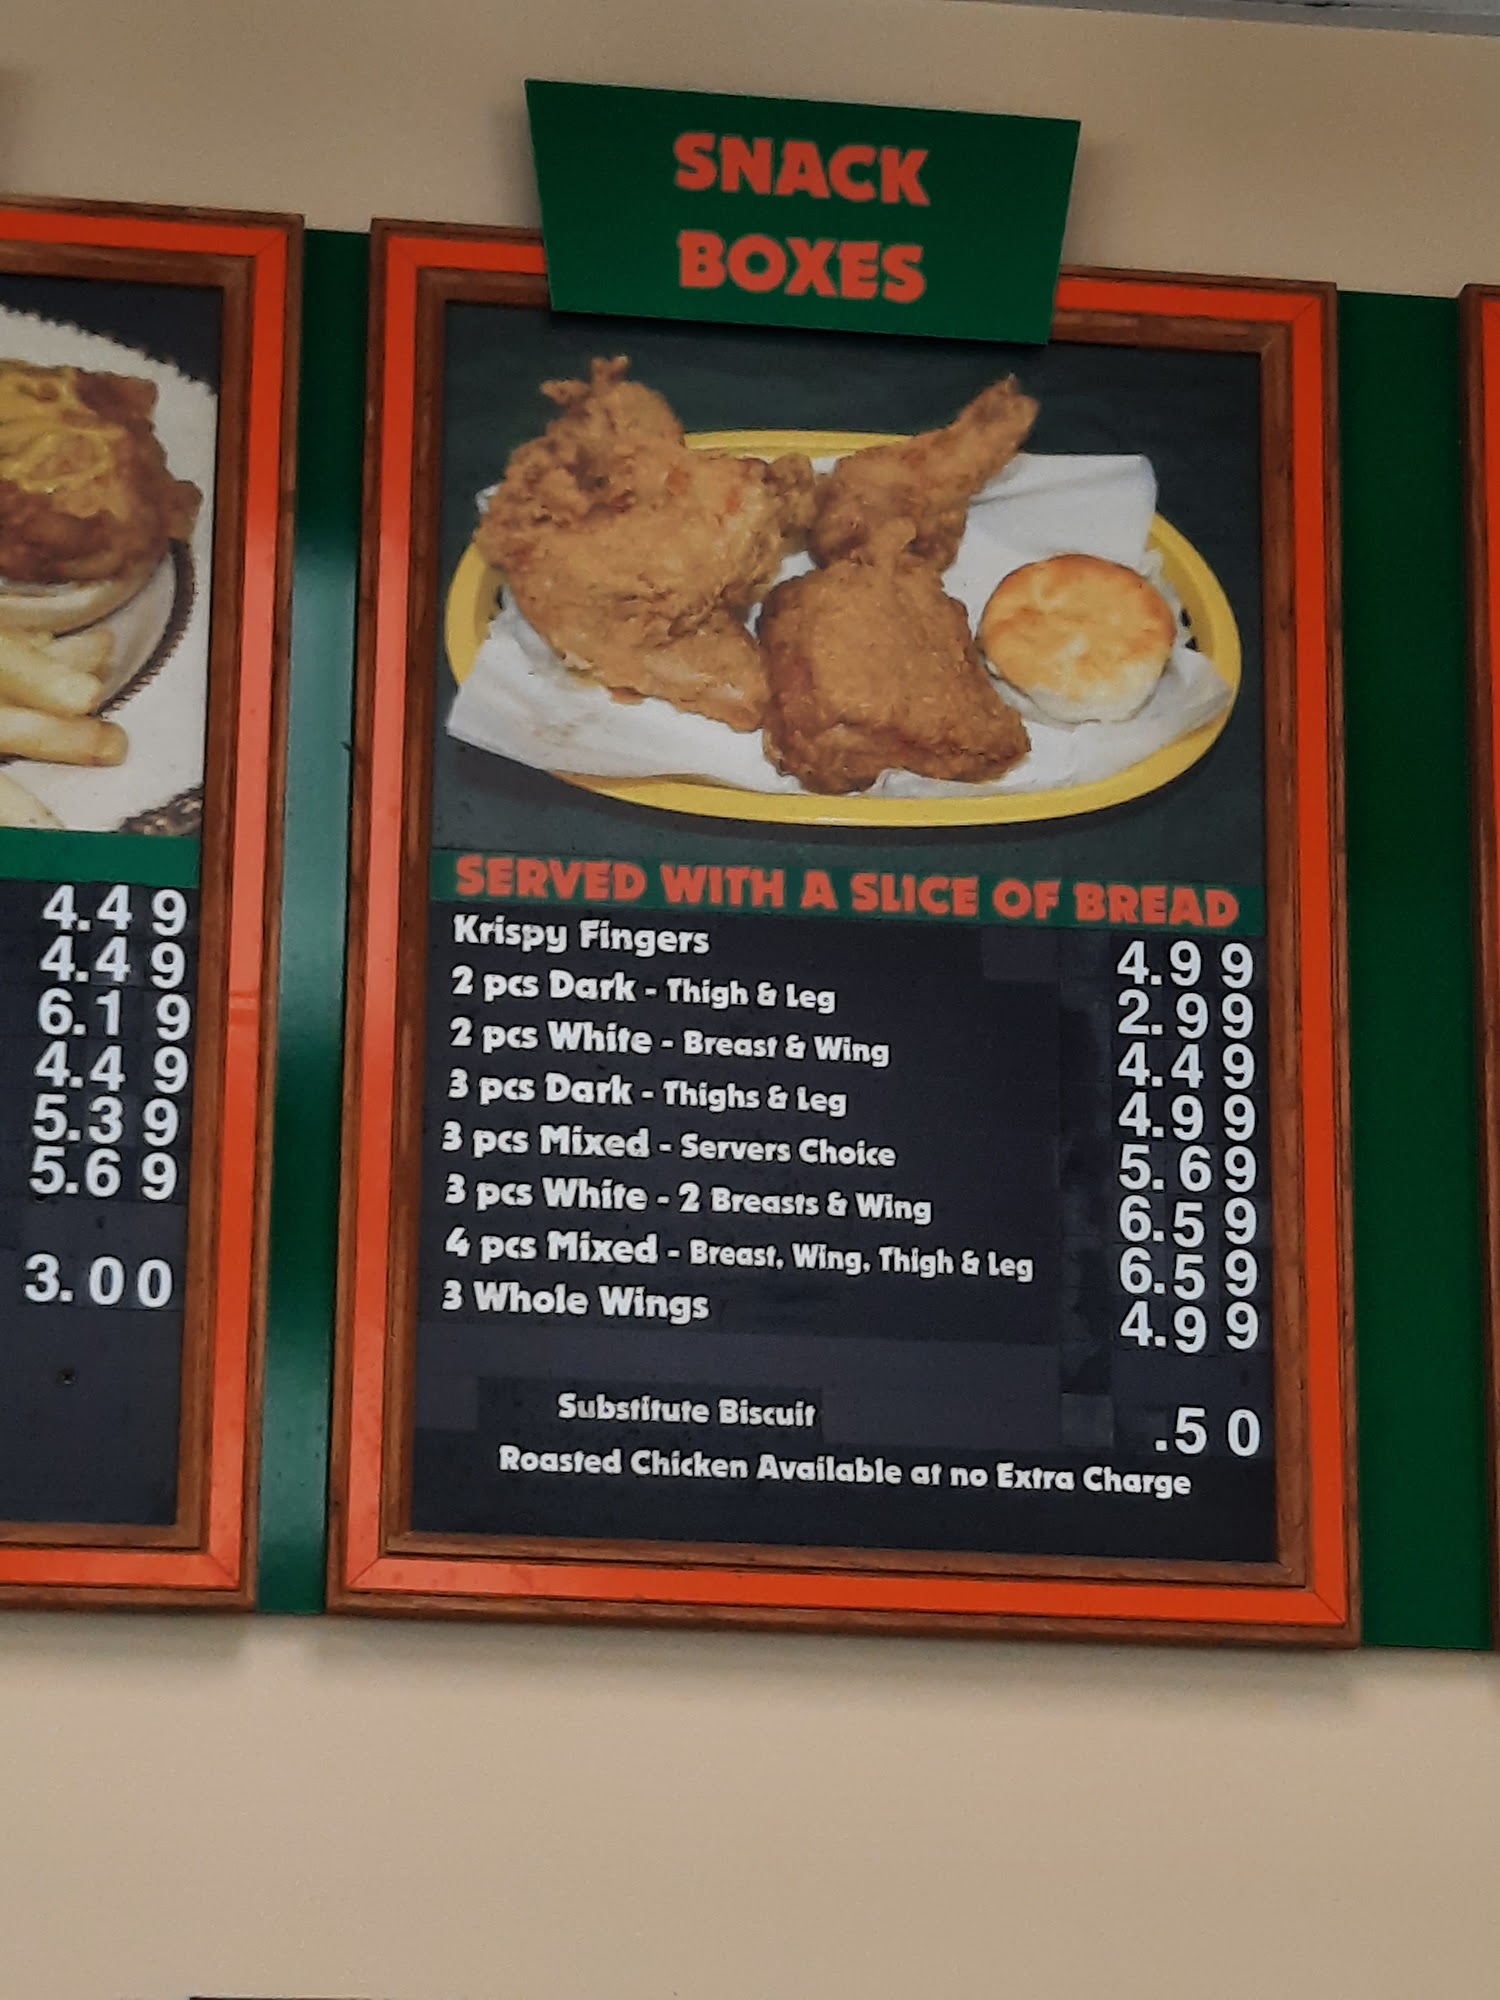 SNACK
BOXES
4.49
4.49
6.19
4.49
5.39
5.69
3.00
SERVED WITH A SLICE OF BREAD
Krispy Fingers 4.99
2 pcs Dark - Thigh & Leg 2.99
2 pcs White - Breast & Wing 4.49
3 pcs Dark - Thighs & Leg 4.99
3 pcs Mixed - Servers Choice 5.69
3 pcs White - 2 Breasts & Wing 6.59
4 pcs Mixed - Breast, Wing, Thigh & Leg 6.59
3 Whole Wings 4.99
Substitute Biscuit .50
Roasted Chicken Available at no Extra Charge